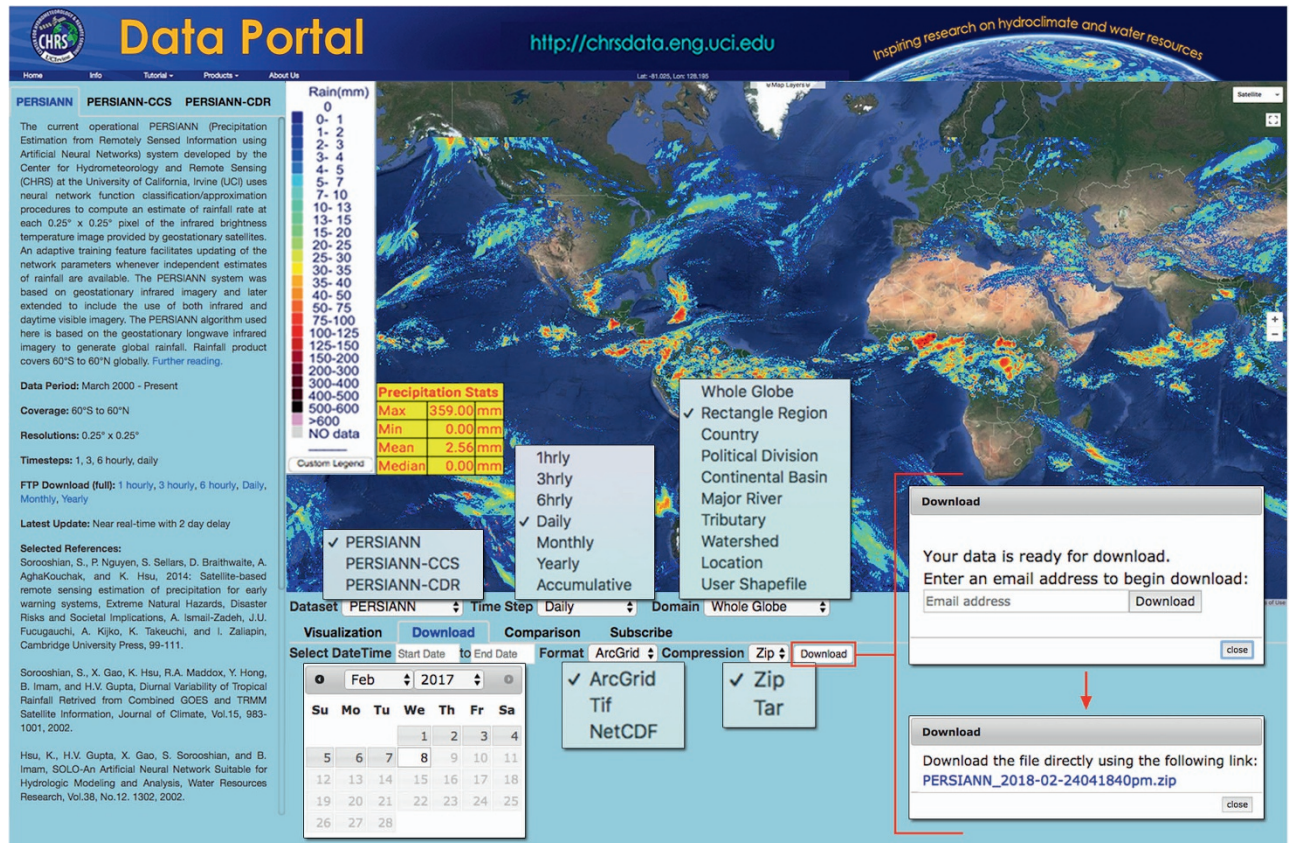 CHRS
UCIrvine
Data Portal
http://chrsdata.eng.uci.edu
Inspiring research on hydroclimate and water resources
Home Info Tutorial Products About Us
Lat: -81.025, Lon: 128.195
Map Layers
Satellite
PERSIANN PERSIANN-CCS PERSIANN-CDR
The current operational PERSIANN (Precipitation
Estimation from Remotely Sensed Information using
Artificial Neural Networks) system developed by the
Center for Hydrometeorology and Remote Sensing
(CHRS) at the University of California, Irvine (UCI) uses
neural network function classification/approximation
procedures to compute an estimate of rainfall rate at
each 0.25° x 0.25° pixel of the infrared brightness
temperature image provided by geostationary satellites.
An adaptive training feature facilitates updating of the
network parameters whenever independent estimates
of rainfall are available. The PERSIANN system was
based on geostationary infrared imagery and later
extended to include the use of both infrared and
daytime visible imagery. The PERSIANN algorithm used
here is based on the geostationary longwave infrared
imagery to generate global rainfall. Rainfall product
covers 60°S to 60°N globally. Further reading.
Data Period: March 2000 - Present
Coverage: 60°S to 60°N
Resolutions: 0.25° x 0.25°
Timesteps: 1, 3, 6 hourly, daily
FTP Download (full): 1 hourly, 3 hourly, 6 hourly, Daily,
Monthly, Yearly
Latest Update: Near real-time with 2 day delay
Selected References:
Sorooshian, S., P. Nguyen, S. Sellars, D. Braithwaite, A.
AghaKouchak, and K. Hsu, 2014: Satellite-based
remote sensing estimation of precipitation for early
warning systems, Extreme Natural Hazards, Disaster
Risks and Societal Implications, A. Ismail-Zadeh, J.U.
Fucugauchi, A. Kijko, K. Takeuchi, and I. Zaliapin,
Cambridge University Press, 99-111.
Sorooshian, S., X. Gao, K. Hsu, R.A. Maddox, Y. Hong,
B. Imam, and H.V. Gupta, Diurnal Variability of Tropical
Rainfall Retrived from Combined GOES and TRMM
Satellite Information, Journal of Climate, Vol.15, 983-
1001, 2002.
Hsu, K., H.V. Gupta, X. Gao, S. Sorooshian, and B.
Imam, SOLO-An Artificial Neural Network Suitable for
Hydrologic Modeling and Analysis, Water Resources
Research, Vol.38, No.12. 1302, 2002.
Rain(mm)
0
0- 1
1- 2
2- 3
3- 4
4- 5
5- 7
7- 10
10- 13
13- 15
15- 20
20- 25
25- 30
30- 35
35- 40
40- 50
50- 75
75-100
100-125
125-150
150-200
200-300
300-400
400-500
500-600
>600
NO data
Custom Legend
Precipitation Stats
Max 359.00 mm
Min 0.00 mm
Mean 2.56 mm
Median 0.00 mm
✓ PERSIANN
PERSIANN-CCS
PERSIANN-CDR
1hrly
3hrly
6hrly
✓ Daily
Monthly
Yearly
Accumulative
Whole Globe
✓ Rectangle Region
Country
Political Division
Continental Basin
Major River
Tributary
Watershed
Location
User Shapefile
+
−
of Use
Dataset PERSIANN Time Step Daily Domain Whole Globe
Visualization Download Comparison Subscribe
Select DateTime Start Date to End Date Format ArcGrid Compression Zip Download
Feb 2017
Su Mo Tu We Th Fr Sa
1 2 3 4
5 6 7 8 9 10 11
12 13 14 15 16 17 18
19 20 21 22 23 24 25
26 27 28
✓ ArcGrid
Tif
NetCDF
✓ Zip
Tar
Download
Your data is ready for download.
Enter an email address to begin download:
Email address Download
close
Download
Download the file directly using the following link:
PERSIANN_2018-02-24041840pm.zip
close